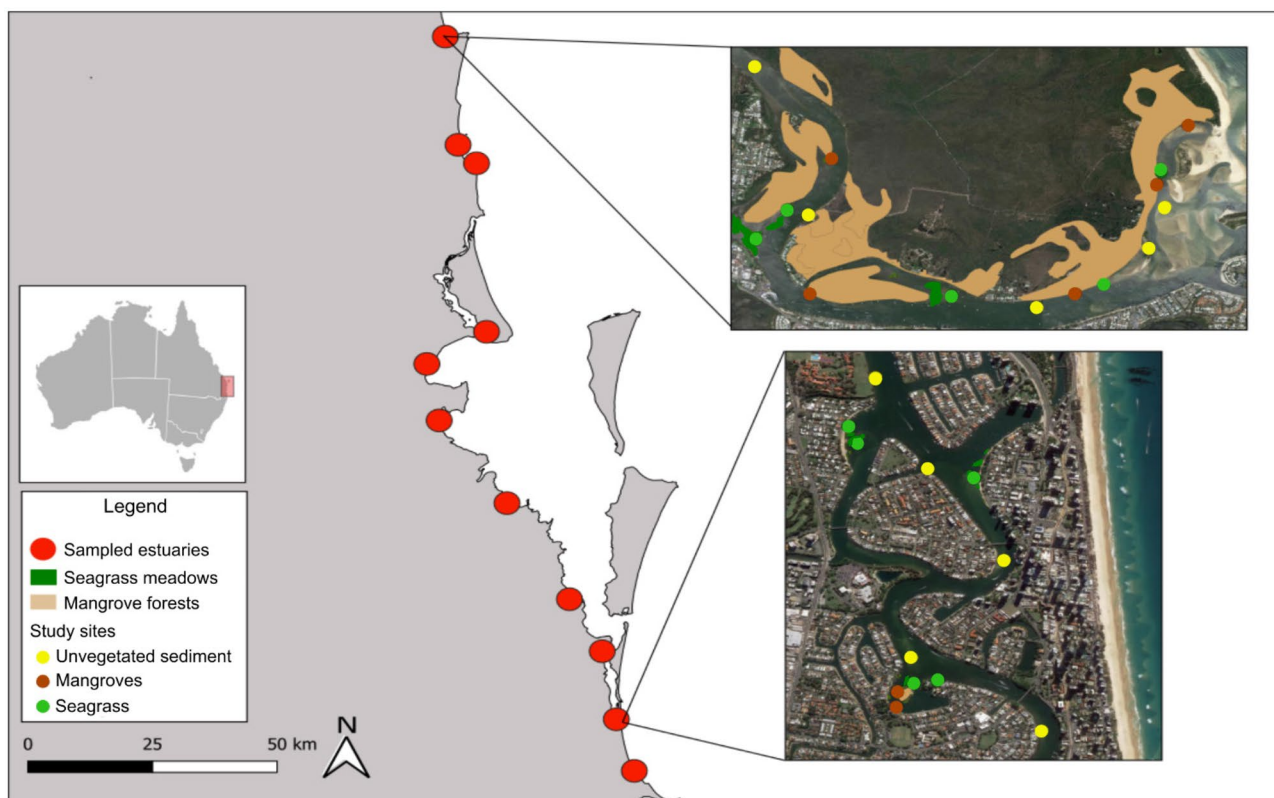 Legend
Sampled estuaries
Seagrass meadows
Mangrove forests
Study sites
Unvegetated sediment
Mangroves
Seagrass
N
0 25 50 km